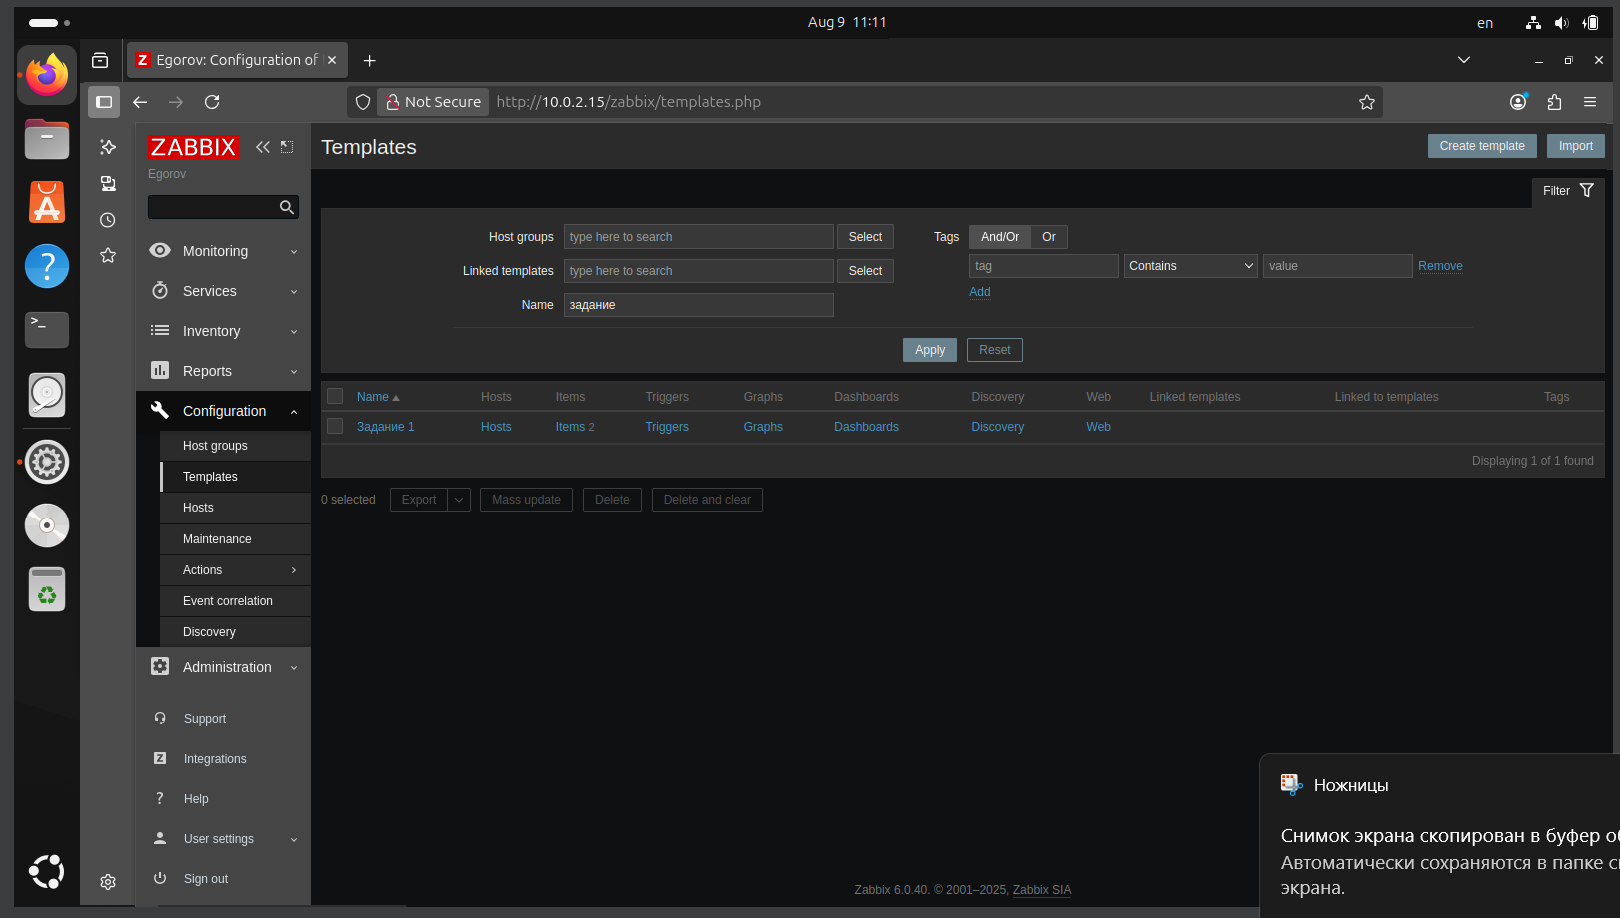 Aug 9 11:11
en
Egorov: Configuration of
Not Secure
http://10.0.2.15/zabbix/templates.php
ZABBIX
Egorov
Monitoring
Services
Inventory
Reports
Configuration
Host groups
Templates
Hosts
Maintenance
Actions
Event correlation
Discovery
Administration
Support
Integrations
Help
User settings
Sign out
Templates
Create template
Import
Filter
Host groups type here to search Select
Linked templates type here to search Select
Name задание
Tags And/Or Or
tag Contains value Remove
Add
Apply Reset
Name Hosts Items Triggers Graphs Dashboards Discovery Web Linked templates Linked to templates Tags
Задание 1 Hosts Items 2 Triggers Graphs Dashboards Discovery Web
Displaying 1 of 1 found
0 selected Export Mass update Delete Delete and clear
Zabbix 6.0.40. © 2001–2025, Zabbix SIA
Ножницы
Снимок экрана скопирован в буфер
Автоматически сохраняются в папке
экрана.